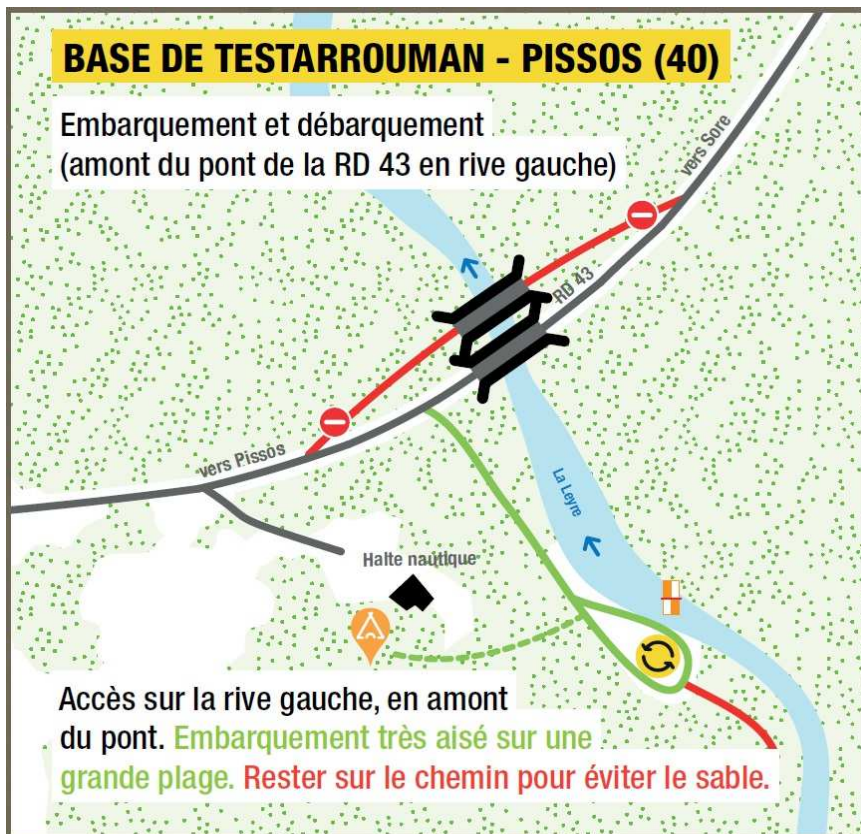 BASE DE TESTARROUMAN - PISSOS (40)
Embarquement et débarquement
(amont du pont de la RD 43 en rive gauche)
vers Sore
RD 43
vers Pissos
La Leyre
Halte nautique
Accès sur la rive gauche, en amont
du pont. Embarquement très aisé sur une
grande plage. Rester sur le chemin pour éviter le sable.